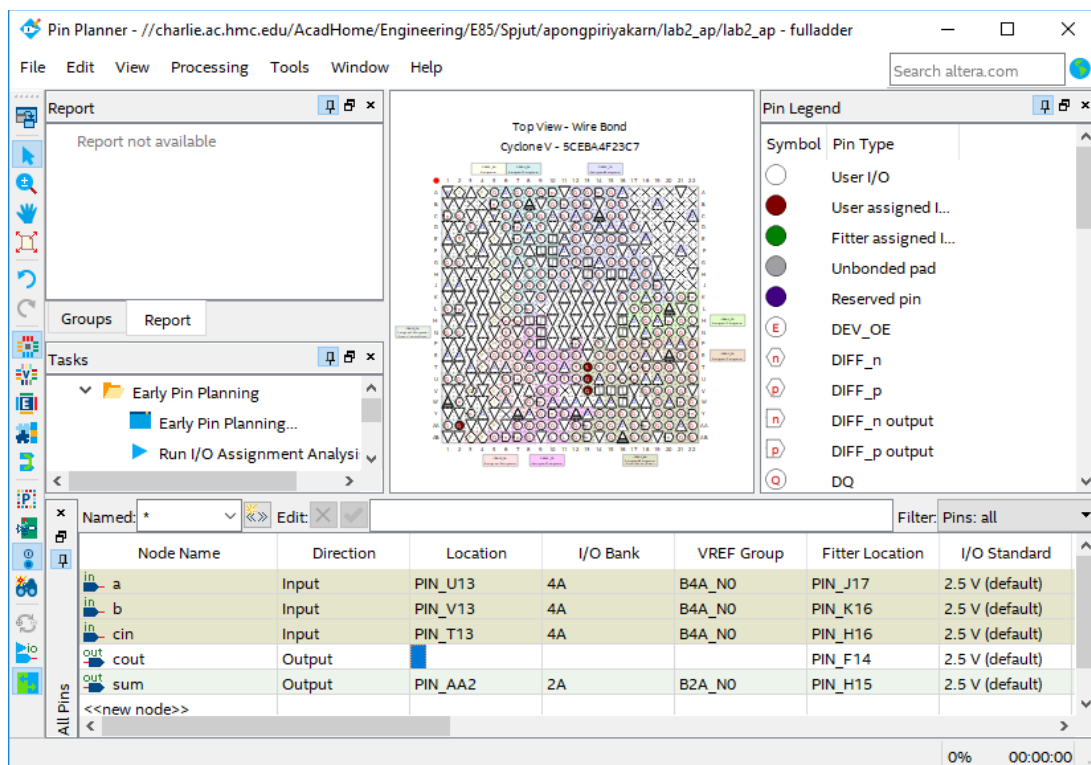 Pin Planner - //charlie.ac.hmc.edu/AcadHome/Engineering/E85/Spjut/apongpiriyakarn/lab2_ap/lab2_ap - fulladder
File Edit View Processing Tools Window Help
Search altera.com
Report
Report not available
Groups Report
Tasks
Early Pin Planning
Early Pin Planning...
Run I/O Assignment Analysi
Top View - Wire Bond
Cyclone V - 5CEBA4F23C7
Pin Legend
Symbol Pin Type
User I/O
User assigned I...
Fitter assigned I...
Unbonded pad
Reserved pin
E DEV_OE
n DIFF_n
p DIFF_p
n DIFF_n output
p DIFF_p output
Q DQ
Named: * «» Edit: Filter: Pins: all
Node Name Direction Location I/O Bank VREF Group Fitter Location I/O Standard
in a Input PIN_U13 4A B4A_N0 PIN_J17 2.5 V (default)
in b Input PIN_V13 4A B4A_N0 PIN_K16 2.5 V (default)
in cin Input PIN_T13 4A B4A_N0 PIN_H16 2.5 V (default)
out cout Output PIN_F14 2.5 V (default)
out sum Output PIN_AA2 2A B2A_N0 PIN_H15 2.5 V (default)
<<new node>>
All Pins
0% 00:00:00